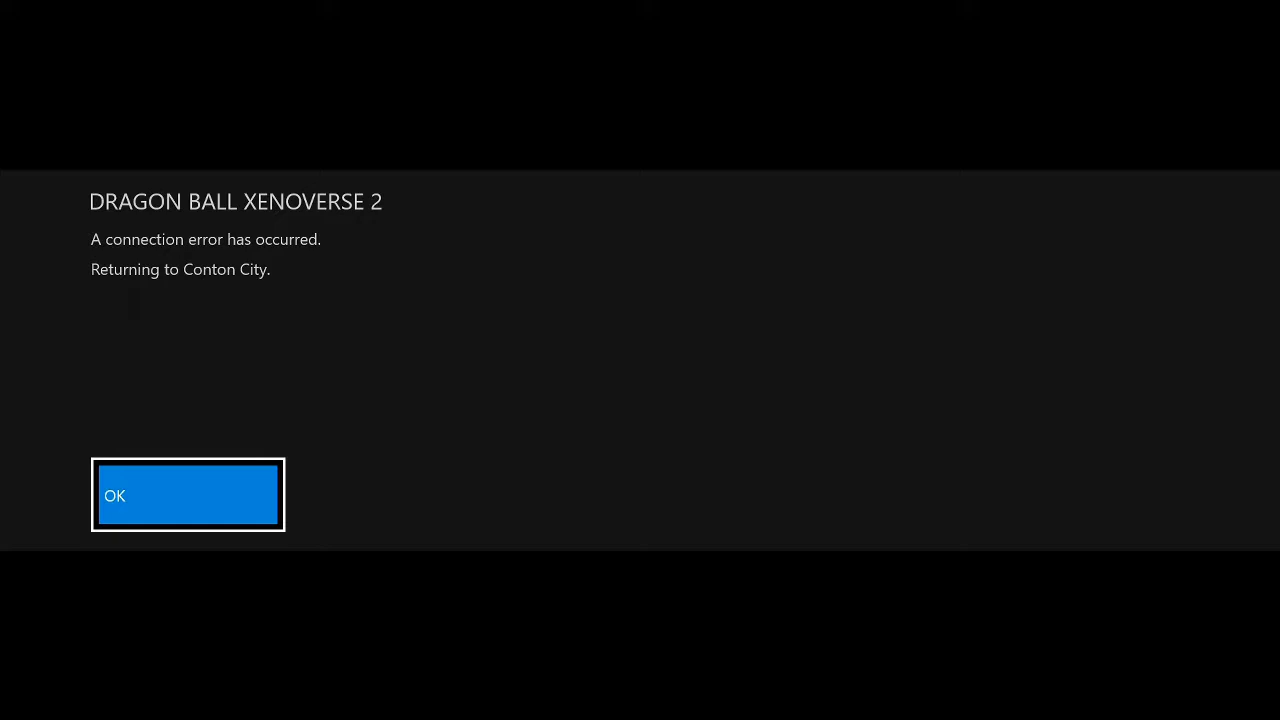 DRAGON BALL XENOVERSE 2
A connection error has occurred.
Returning to Conton City.
OK